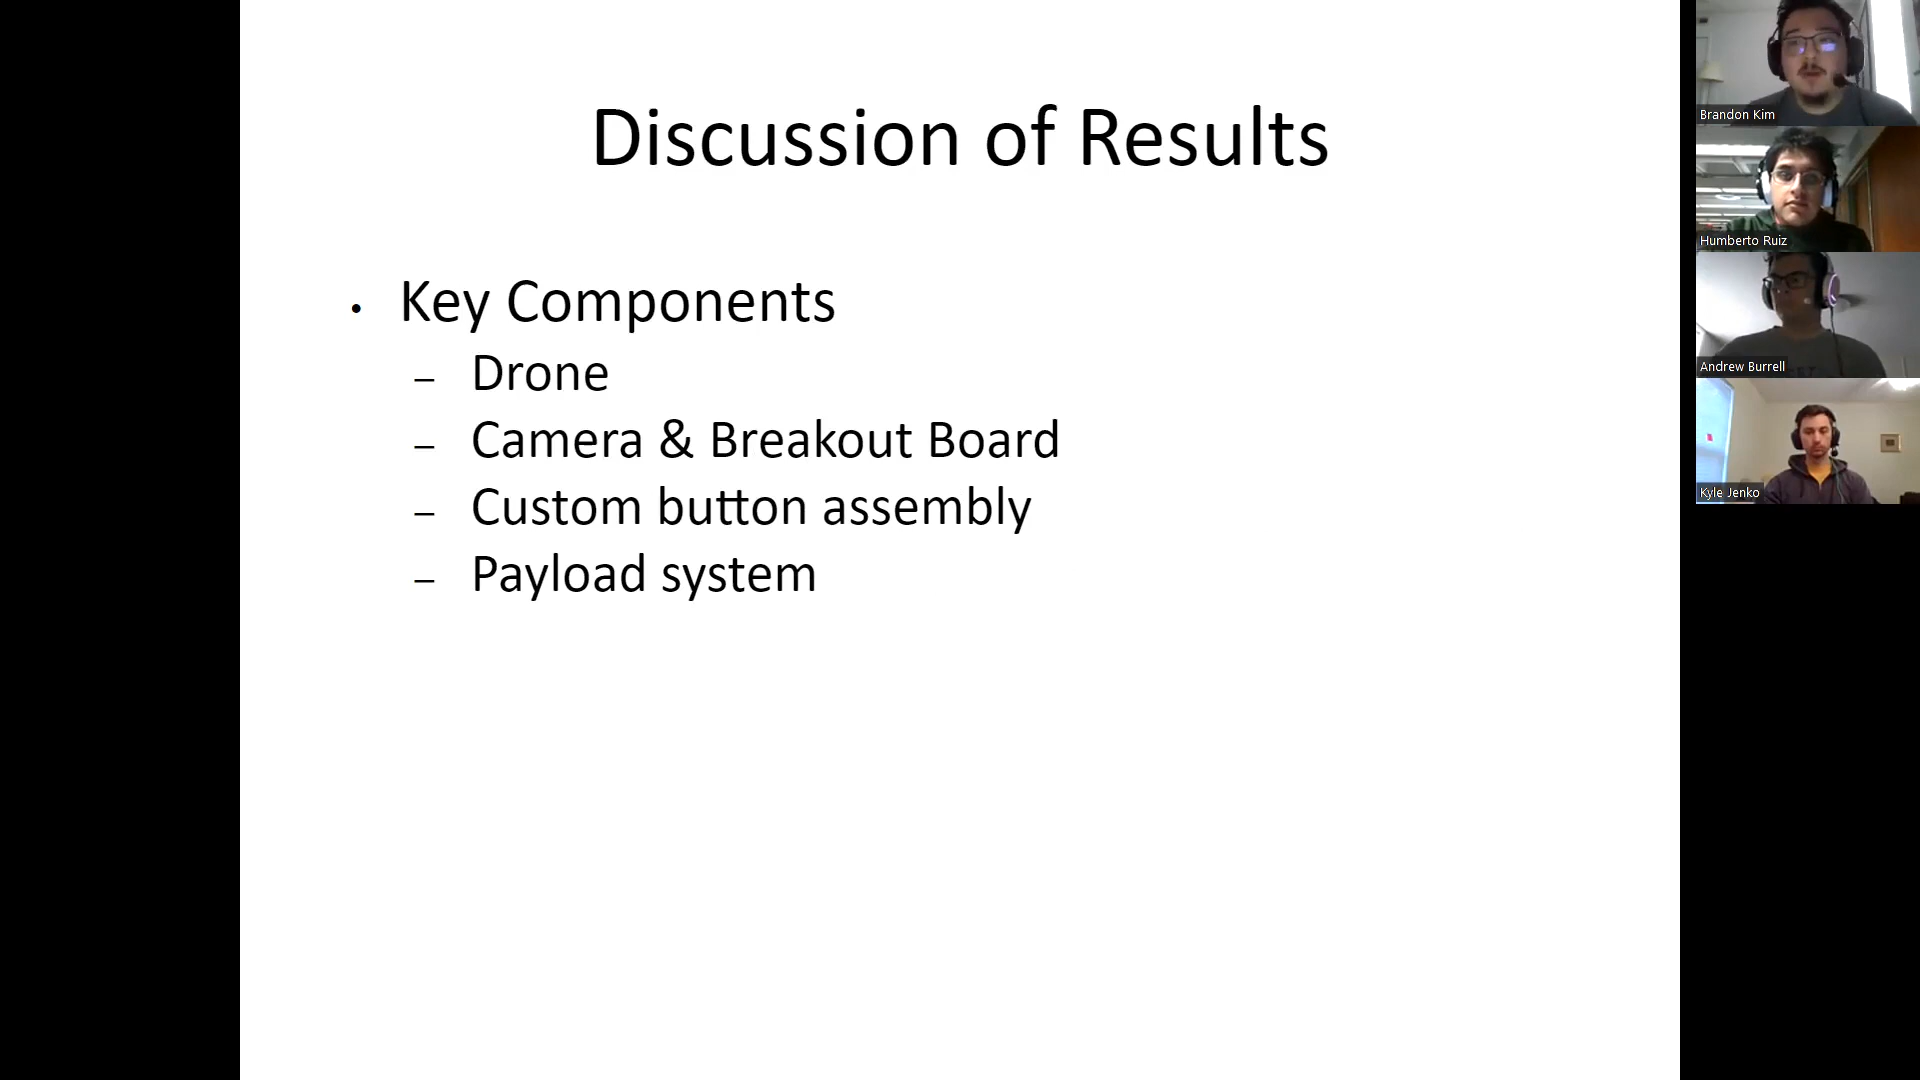 Discussion of Results
• Key Components
– Drone
– Camera & Breakout Board
– Custom button assembly
– Payload system
Brandon Kim
Humberto Ruiz
Andrew Burrell
Kyle Jenko